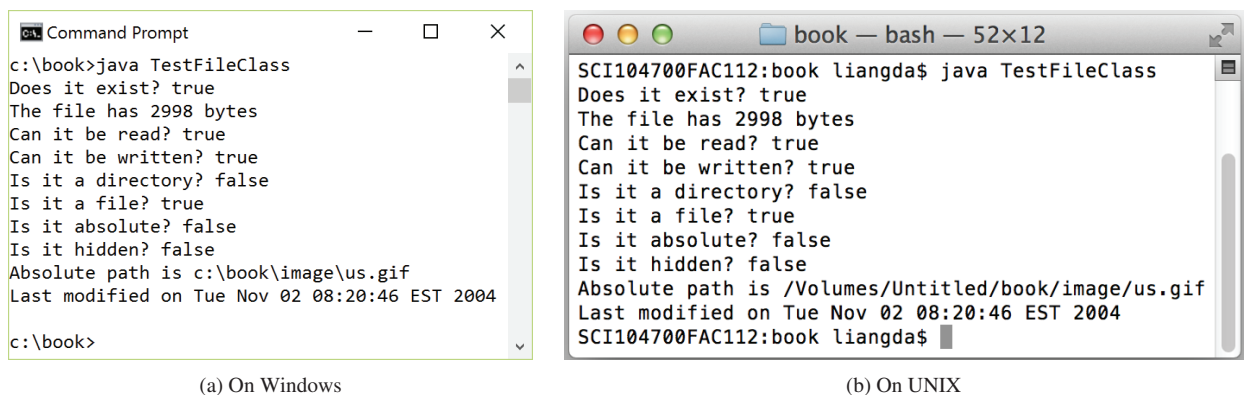 Command Prompt
c:\book>java TestFileClass
Does it exist? true
The file has 2998 bytes
Can it be read? true
Can it be written? true
Is it a directory? false
Is it a file? true
Is it absolute? false
Is it hidden? false
Absolute path is c:\book\image\us.gif
Last modified on Tue Nov 02 08:20:46 EST 2004
c:\book>
(a) On Windows
book — bash — 52×12
SCI104700FAC112:book liangda$ java TestFileClass
Does it exist? true
The file has 2998 bytes
Can it be read? true
Can it be written? true
Is it a directory? false
Is it a file? true
Is it absolute? false
Is it hidden? false
Absolute path is /Volumes/Untitled/book/image/us.gif
Last modified on Tue Nov 02 08:20:46 EST 2004
SCI104700FAC112:book liangda$
(b) On UNIX